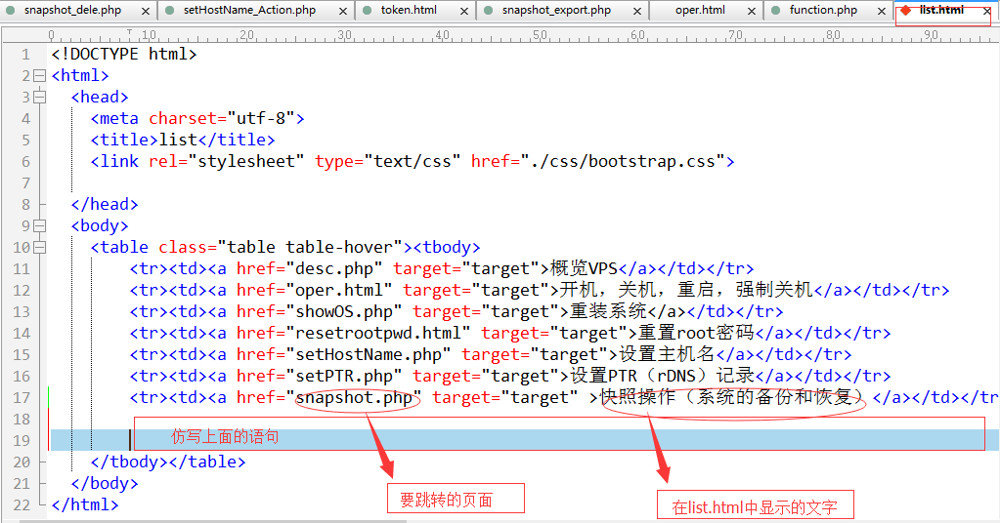 snapshot_dele.php × setHostName_Action.php × token.html × snapshot_export.php × oper.html × function.php × list.html ×
0 10 20 30 40 50 60 70 80 90
1 <!DOCTYPE html>
2 <html>
3 <head>
4 <meta charset="utf-8">
5 <title>list</title>
6 <link rel="stylesheet" type="text/css" href="./css/bootstrap.css">
7
8 </head>
9 <body>
10 <table class="table table-hover"><tbody>
11 <tr><td><a href="desc.php" target="target">概览VPS</a></td></tr>
12 <tr><td><a href="oper.html" target="target">开机，关机，重启，强制关机</a></td></tr>
13 <tr><td><a href="showOS.php" target="target">重装系统</a></td></tr>
14 <tr><td><a href="resetrootpwd.html" target="target">重置root密码</a></td></tr>
15 <tr><td><a href="setHostName.php" target="target">设置主机名</a></td></tr>
16 <tr><td><a href="setPTR.php" target="target">设置PTR（rDNS）记录</a></td></tr>
17 <tr><td><a href="snapshot.php" target="target" >快照操作（系统的备份和恢复）</a></td></tr
18
19 仿写上面的语句
20 </tbody></table>
21 </body>
22 </html>
要跳转的页面
在list.html中显示的文字